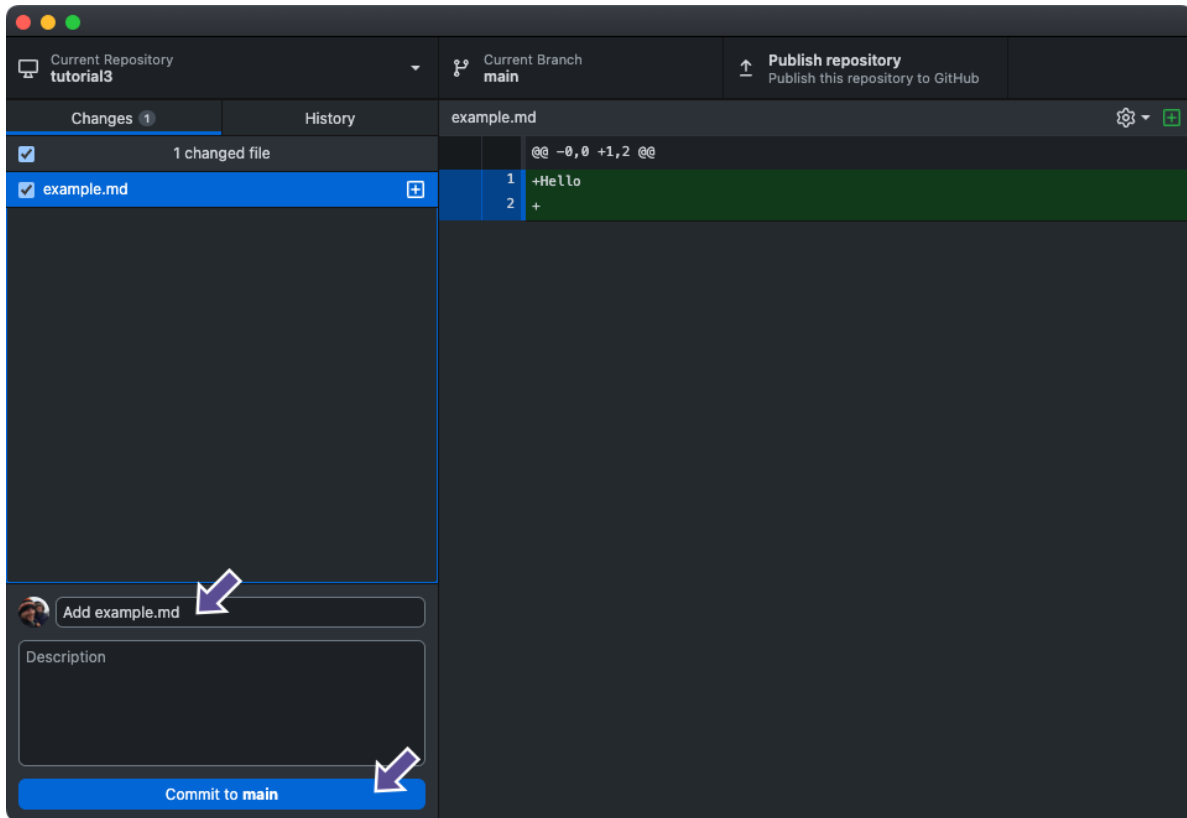 Current Repository
tutorial3
Current Branch
main
Publish repository
Publish this repository to GitHub
Changes 1
History
1 changed file
example.md
example.md
@@ -0,0 +1,2 @@
1 +Hello
2 +
Add example.md
Description
Commit to main